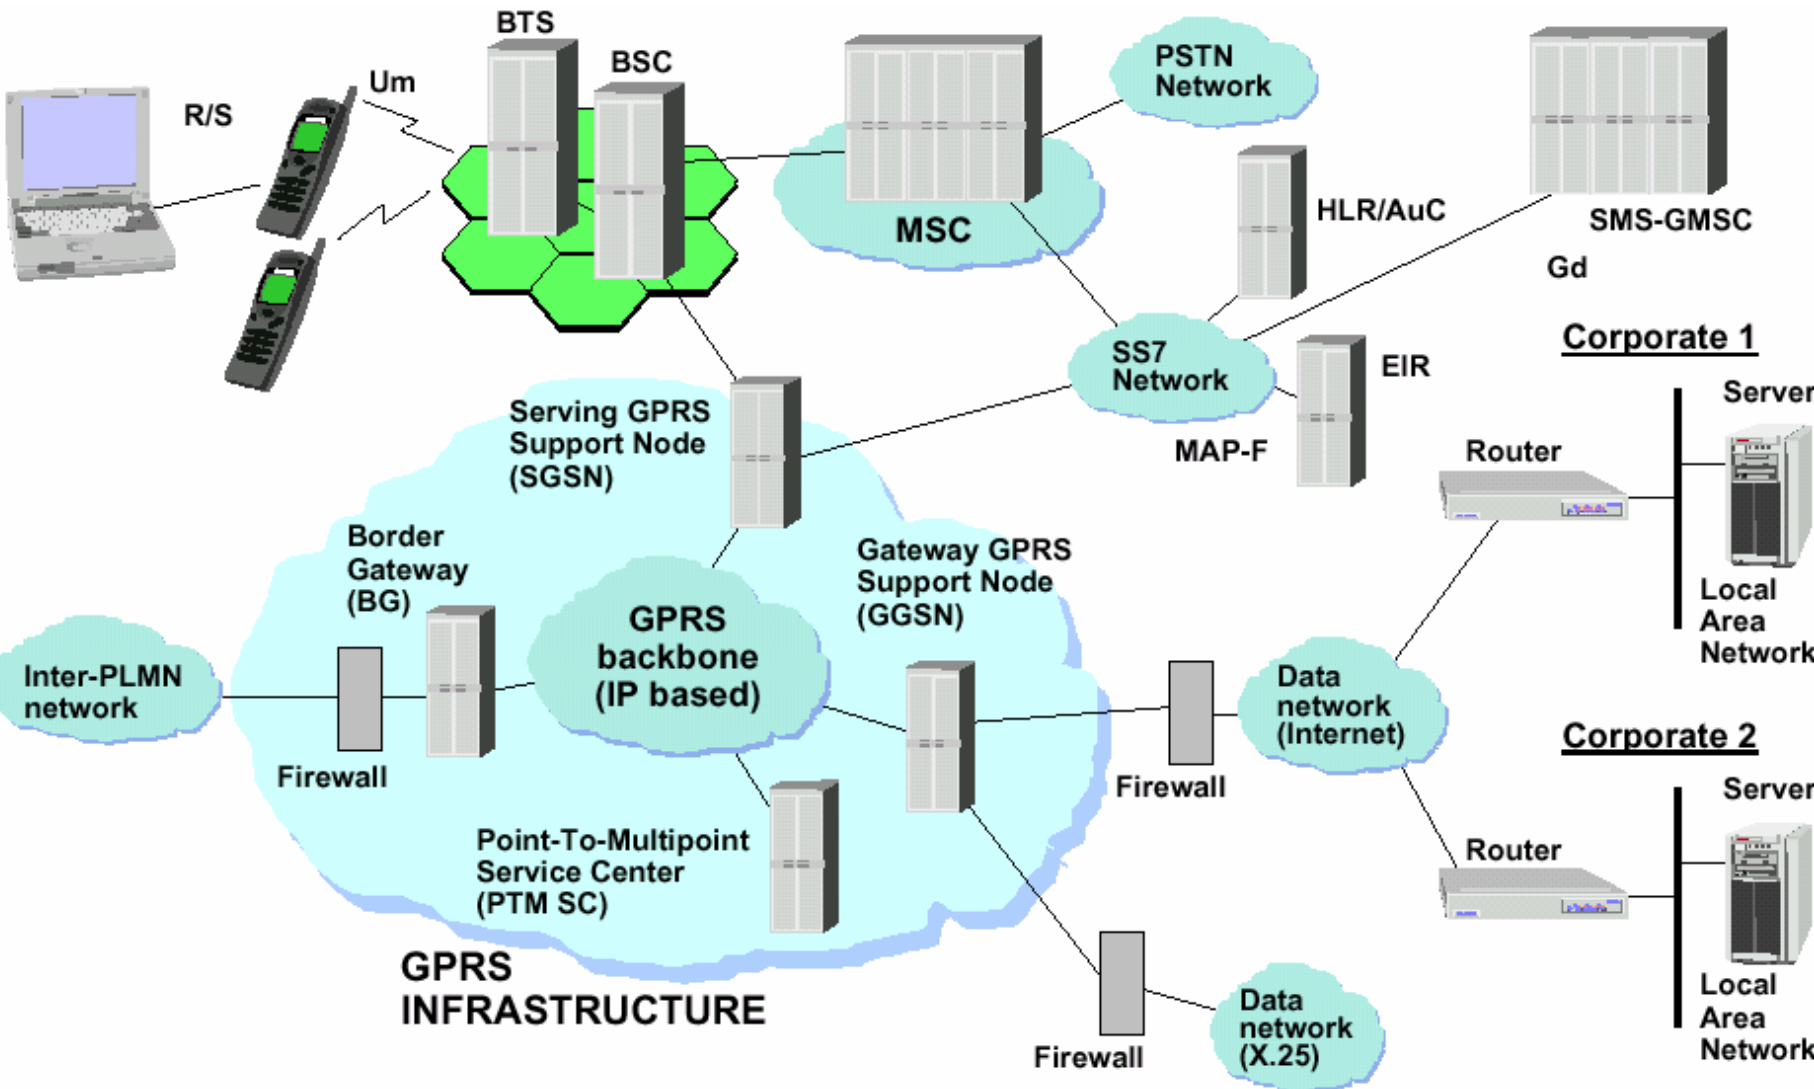 BTS
BSC
Um
R/S
PSTN
Network
MSC
HLR/AuC
SMS-GMSC
Gd
SS7
Network
EIR
MAP-F
Corporate 1
Server
Router
Local
Area
Network
Serving GPRS
Support Node
(SGSN)
Border
Gateway
(BG)
Gateway GPRS
Support Node
(GGSN)
GPRS
backbone
(IP based)
Inter-PLMN
network
Firewall
Data
network
(Internet)
Firewall
Corporate 2
Server
Router
Local
Area
Network
Point-To-Multipoint
Service Center
(PTM SC)
GPRS
INFRASTRUCTURE
Firewall
Data
network
(X.25)